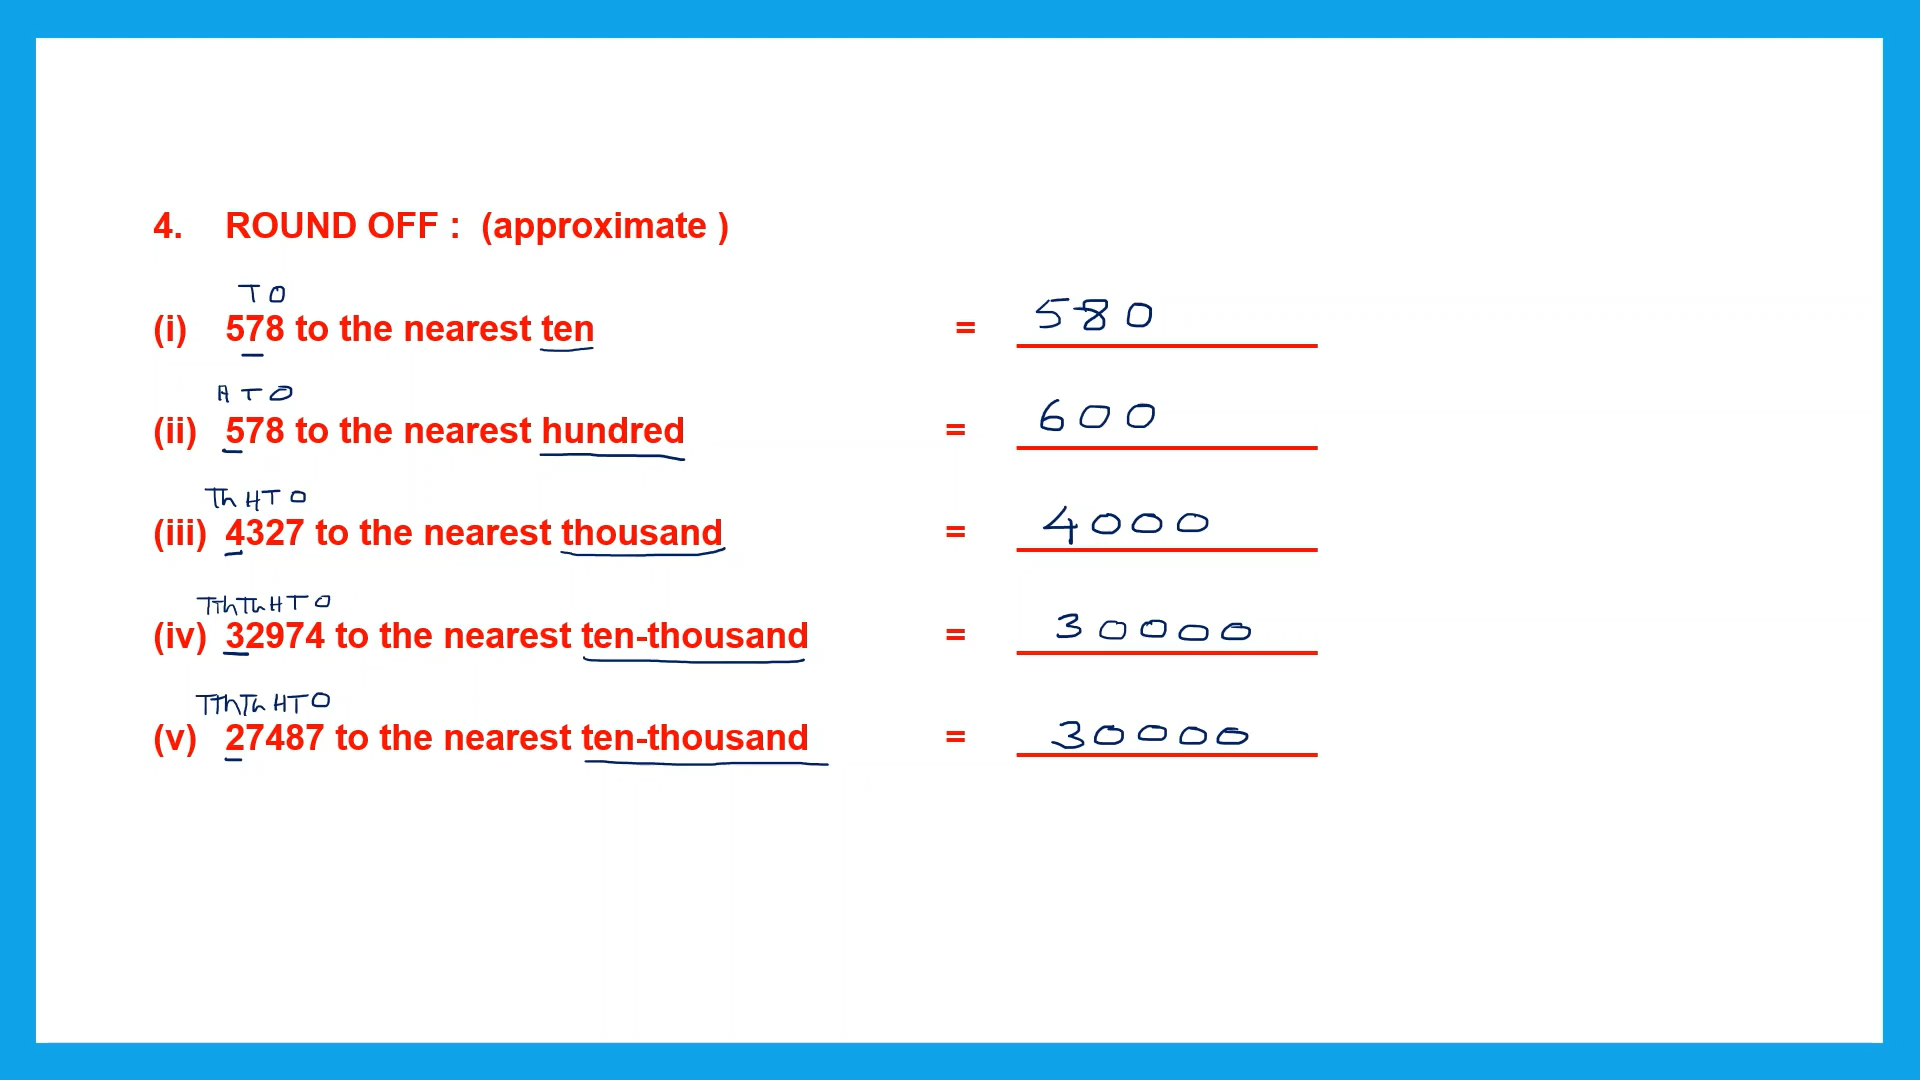 4. ROUND OFF : (approximate )
T O
(i) 578 to the nearest ten = 580
H T O
(ii) 578 to the nearest hundred = 600
Th H T O
(iii) 4327 to the nearest thousand = 4000
TTh Th H T O
(iv) 32974 to the nearest ten-thousand = 30000
TTh Th H T O
(v) 27487 to the nearest ten-thousand = 30000